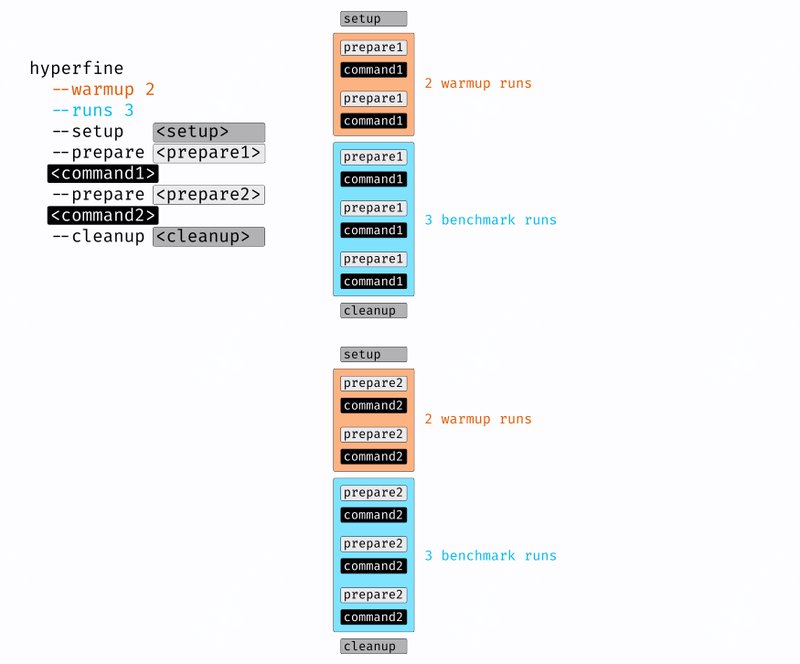 hyperfine
--warmup 2
--runs 3
--setup <setup>
--prepare <prepare1>
<command1>
--prepare <prepare2>
<command2>
--cleanup <cleanup>
setup
prepare1
command1
prepare1
command1
2 warmup runs
prepare1
command1
prepare1
command1
prepare1
command1
3 benchmark runs
cleanup
setup
prepare2
command2
prepare2
command2
2 warmup runs
prepare2
command2
prepare2
command2
prepare2
command2
3 benchmark runs
cleanup